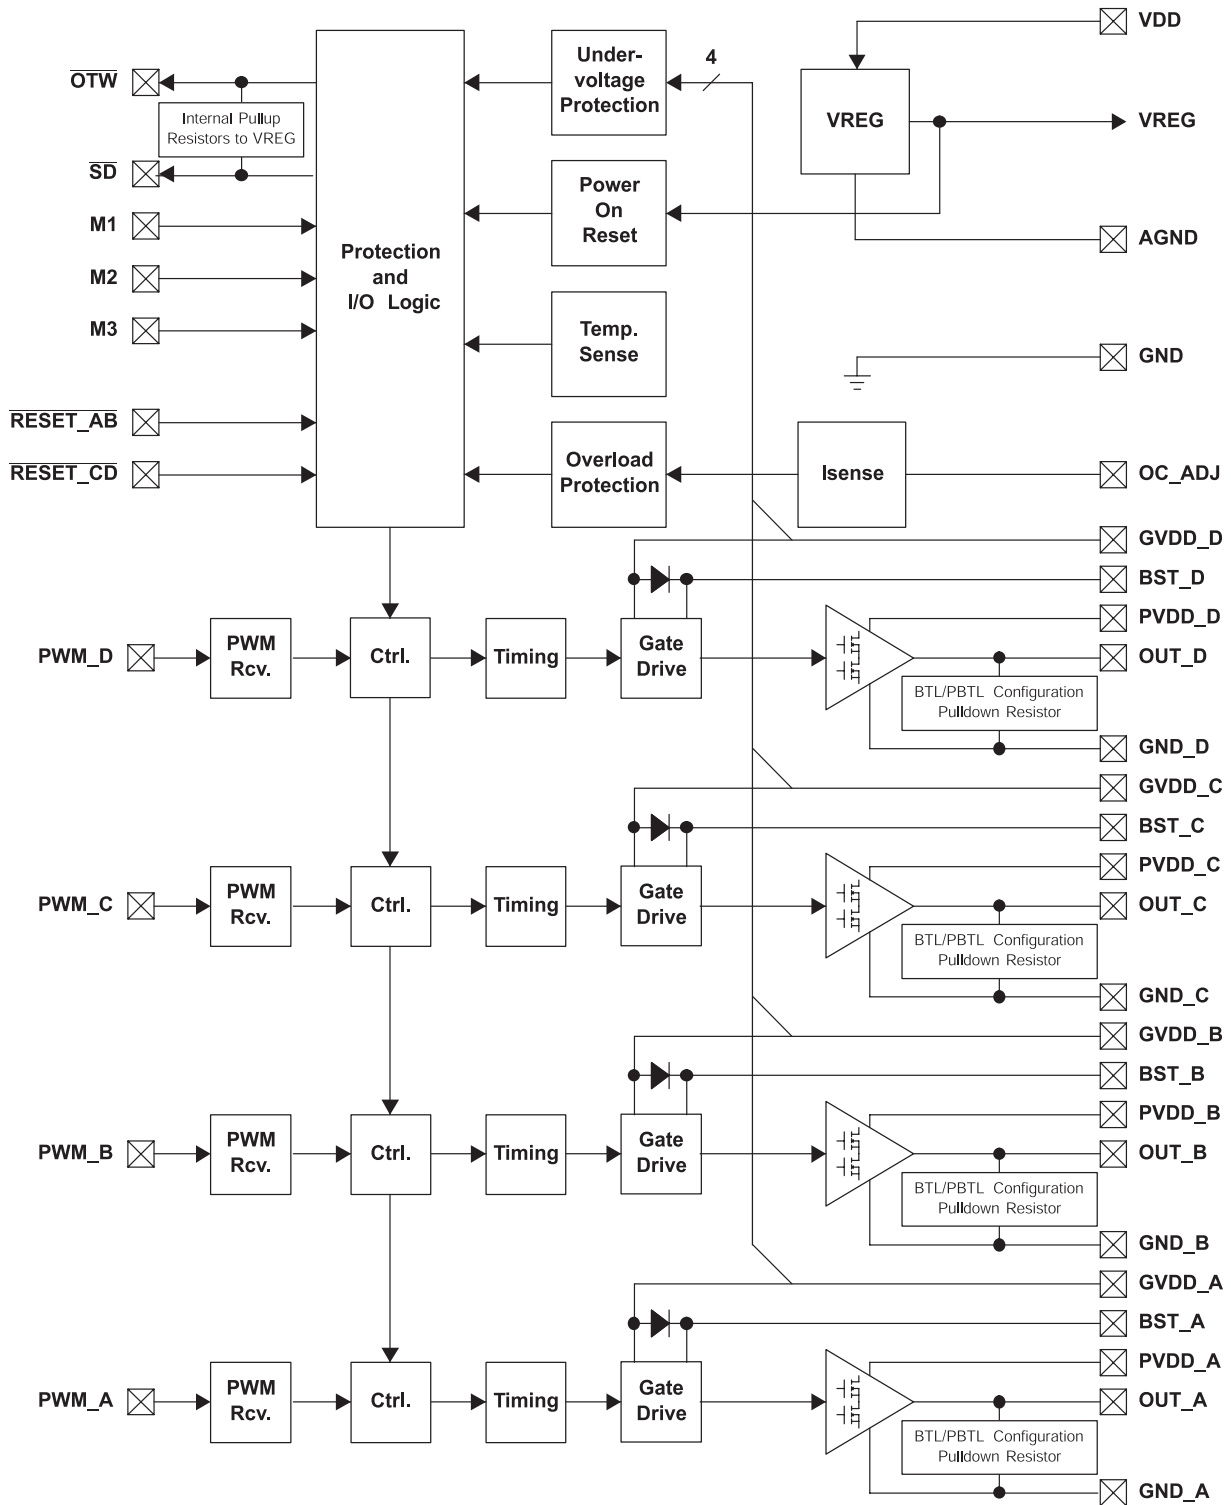 VDD
Under-
voltage
Protection
4
OTW
Internal Pullup
Resistors to VREG
VREG
VREG
SD
Power
On
Reset
M1
AGND
Protection
and
I/O Logic
M2
M3
Temp.
Sense
GND
RESET_AB
RESET_CD
Overload
Protection
Isense
OC_ADJ
GVDD_D
BST_D
PVDD_D
PWM_D
PWM
Rcv.
Ctrl.
Timing
Gate
Drive
OUT_D
BTL/PBTL Configuration
Pulldown Resistor
GND_D
GVDD_C
BST_C
PVDD_C
PWM_C
PWM
Rcv.
Ctrl.
Timing
Gate
Drive
OUT_C
BTL/PBTL Configuration
Pulldown Resistor
GND_C
GVDD_B
BST_B
PVDD_B
PWM_B
PWM
Rcv.
Ctrl.
Timing
Gate
Drive
OUT_B
BTL/PBTL Configuration
Pulldown Resistor
GND_B
GVDD_A
BST_A
PVDD_A
PWM_A
PWM
Rcv.
Ctrl.
Timing
Gate
Drive
OUT_A
BTL/PBTL Configuration
Pulldown Resistor
GND_A